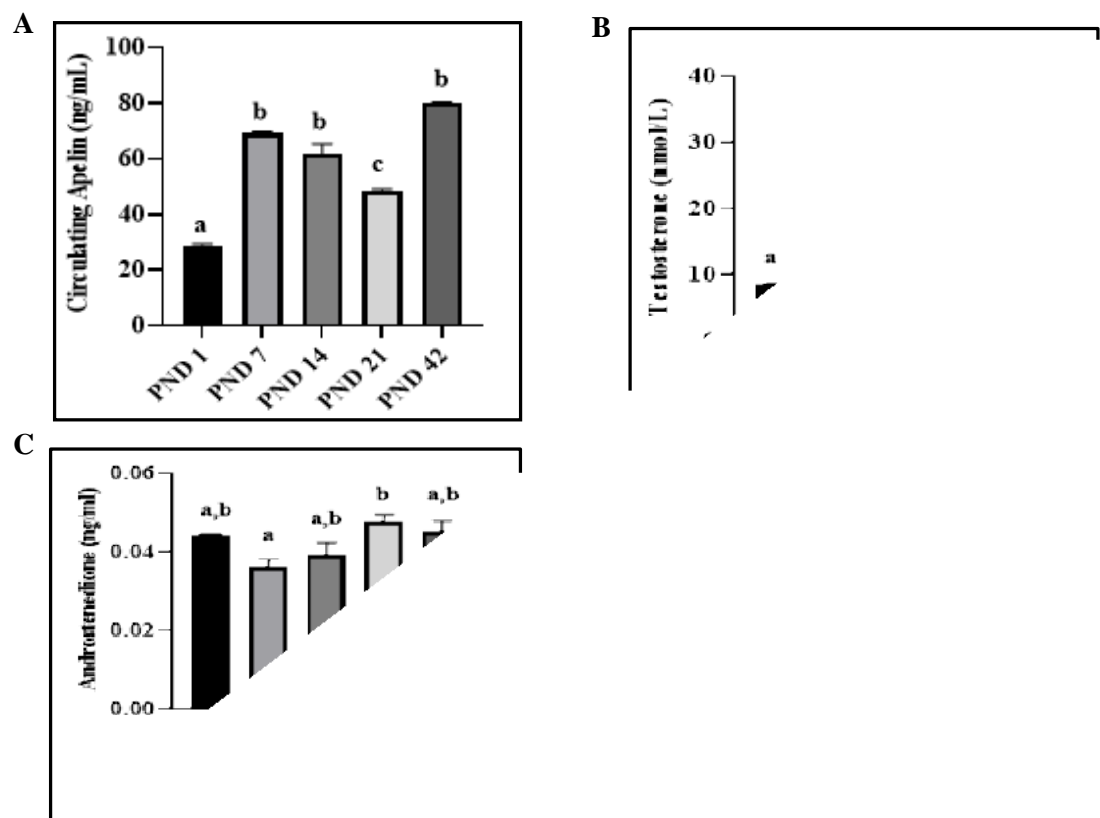 A
Circulating Apelin (ng/mL)
100
80
60
40
20
0
a
b
b
c
b
PND 1
PND 7
PND 14
PND 21
PND 42
B
Testosterone (nmol/L)
40
30
20
10
a
C
Androstenedione (ng/ml)
0.06
0.04
0.02
0.00
a,b
a
a,b
b
a,b